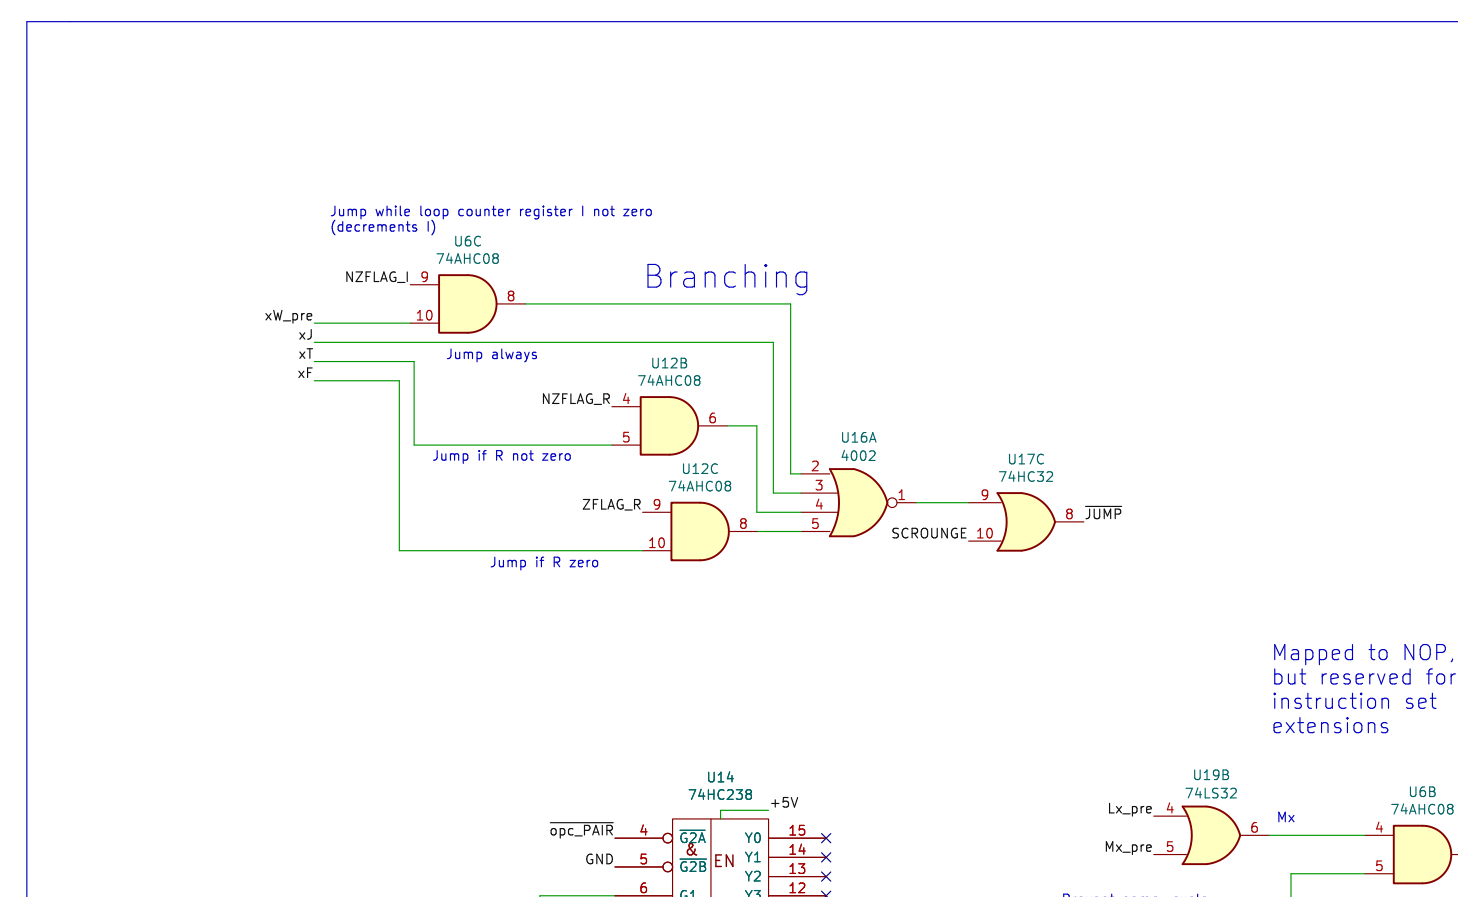 Jump while loop counter register I not zero
(decrements I)
U6C
74AHC08
Branching
NZFLAG_I
9
8
xW_pre
10
xJ
xT
Jump always
xF
U12B
74AHC08
NZFLAG_R
4
6
5
Jump if R not zero
U12C
74AHC08
ZFLAG_R
9
8
10
Jump if R zero
U16A
4002
2
3
4
5
1
U17C
74HC32
9
SCROUNGE
10
8
JUMP
Mapped to NOP,
but reserved for
instruction set
extensions
U14
74HC238
+5V
opc_PAIR
4
G2A
&
GND
5
G2B
EN
6
G1
Y0
15
Y1
14
Y2
13
Y3
12
U19B
74LS32
Lx_pre
4
Mx_pre
5
6
Mx
U6B
74AHC08
4
5